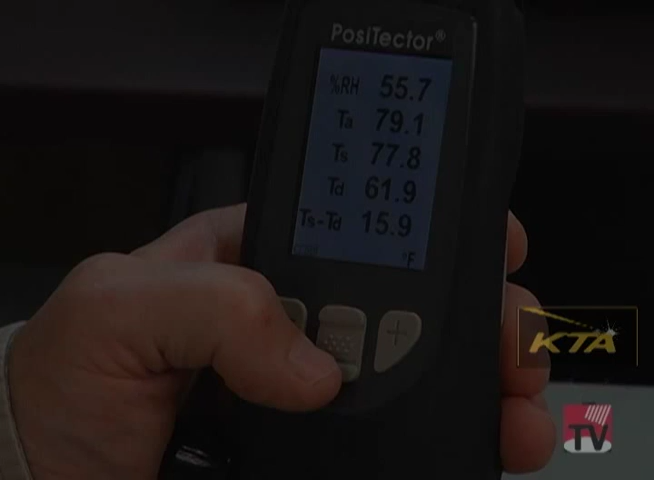 PosiTector®
%RH 55.7
Ta 79.1
Ts 77.8
Td 61.9
Ts-Td 15.9
°F
+
KTA
TV